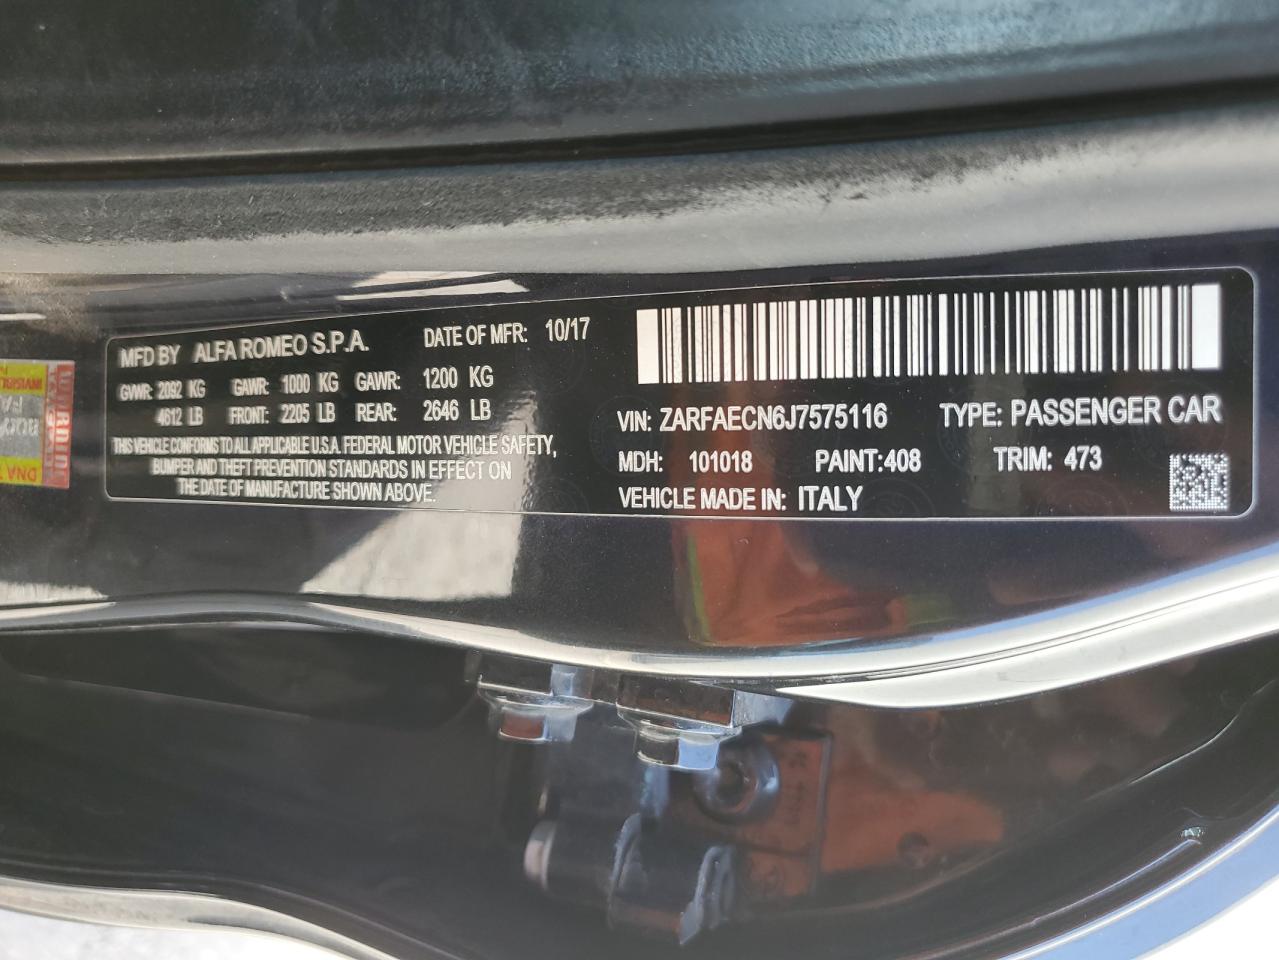 MFD BY ALFA ROMEO S.P.A. DATE OF MFR: 10/17
GVWR: 2092 KG GAWR: 1000 KG GAWR: 1200 KG
4612 LB FRONT: 2205 LB REAR: 2646 LB
THIS VEHICLE CONFORMS TO ALL APPLICABLE U.S.A. FEDERAL MOTOR VEHICLE SAFETY,
BUMPER AND THEFT PREVENTION STANDARDS IN EFFECT ON
THE DATE OF MANUFACTURE SHOWN ABOVE.
VIN: ZARFAECN6J7575116 TYPE: PASSENGER CAR
MDH: 101018 PAINT:408 TRIM: 473
VEHICLE MADE IN: ITALY
WARNING
DNA